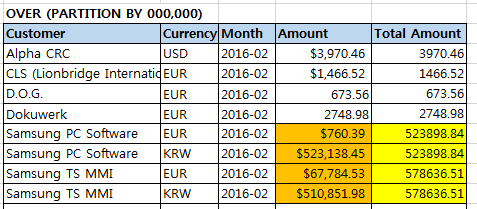 OVER (PARTITION BY 000,000)
Customer Currency Month Amount Total Amount
Alpha CRC USD 2016-02 $3,970.46 3970.46
CLS (Lionbridge Internatic EUR 2016-02 $1,466.52 1466.52
D.O.G. EUR 2016-02 673.56 673.56
Dokuwerk EUR 2016-02 2748.98 2748.98
Samsung PC Software EUR 2016-02 $760.39 523898.84
Samsung PC Software KRW 2016-02 $523,138.45 523898.84
Samsung TS MMI EUR 2016-02 $67,784.53 578636.51
Samsung TS MMI KRW 2016-02 $510,851.98 578636.51